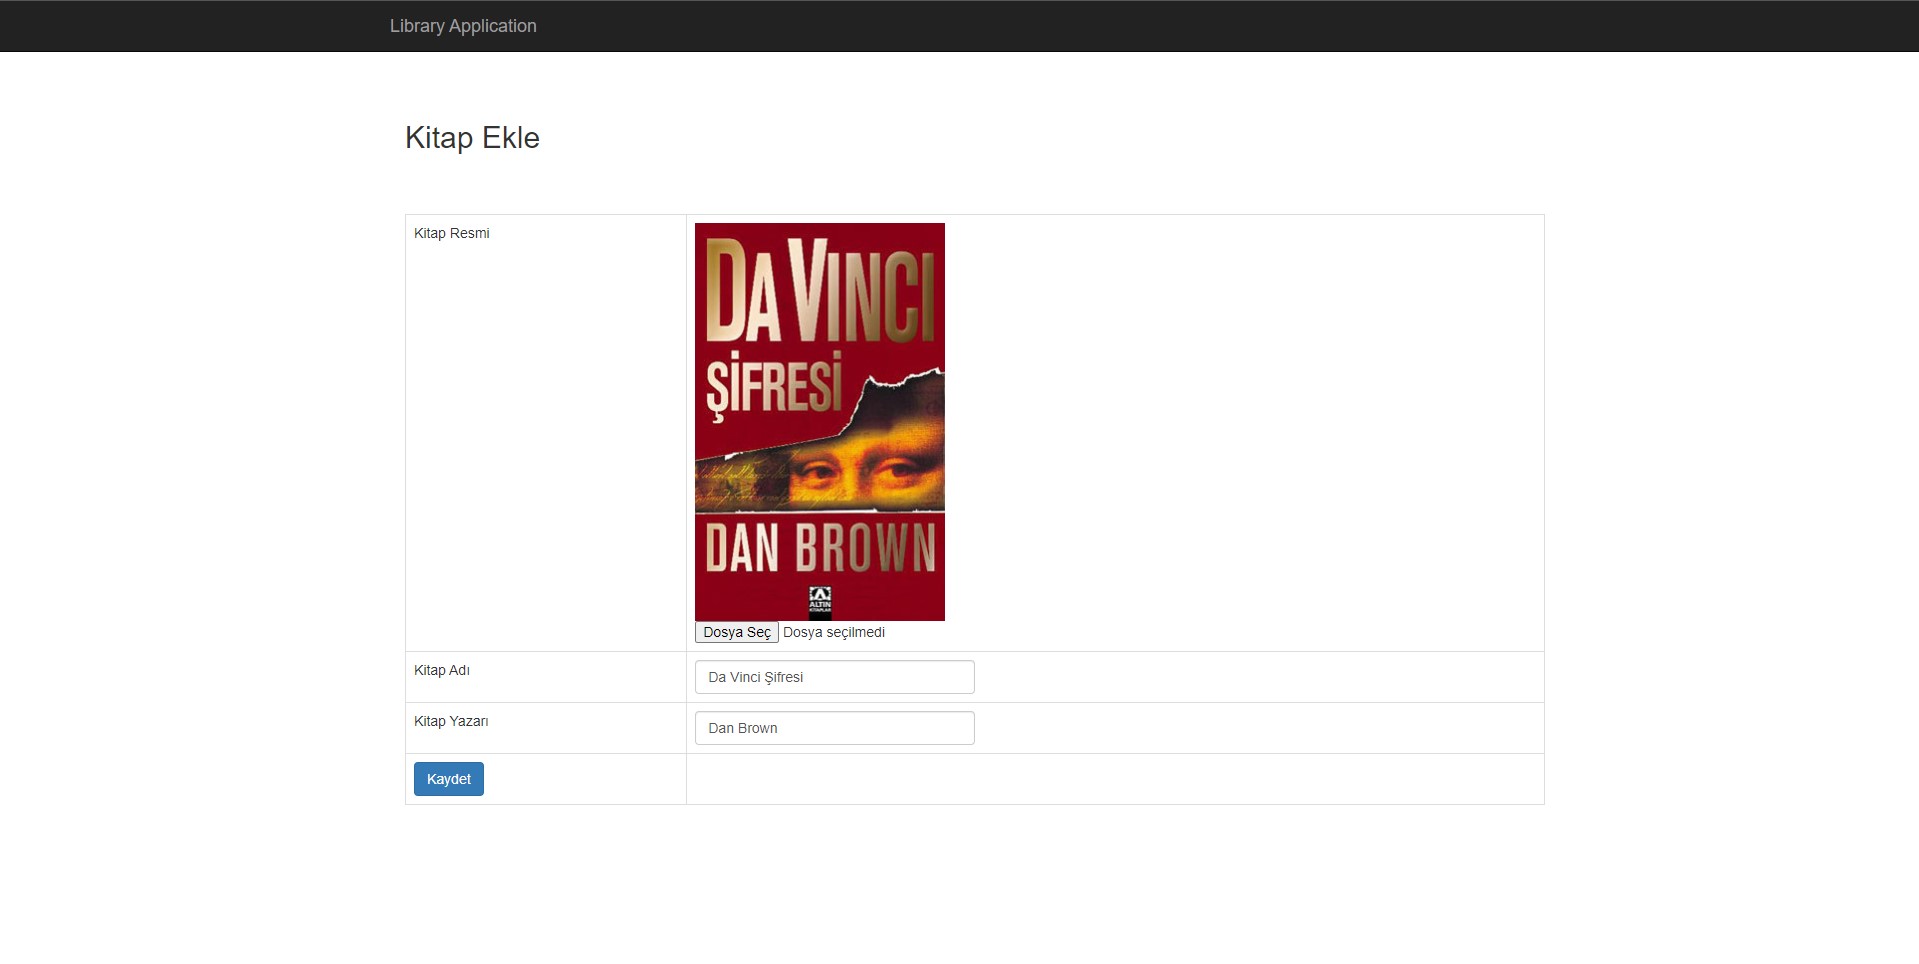 Library Application
Kitap Ekle
Kitap Resmi
DA VINCI
ŞİFRESİ
DAN BROWN
ALTIN
KİTAPLAR
Dosya Seç Dosya seçilmedi
Kitap Adı
Da Vinci Şifresi
Kitap Yazarı
Dan Brown
Kaydet